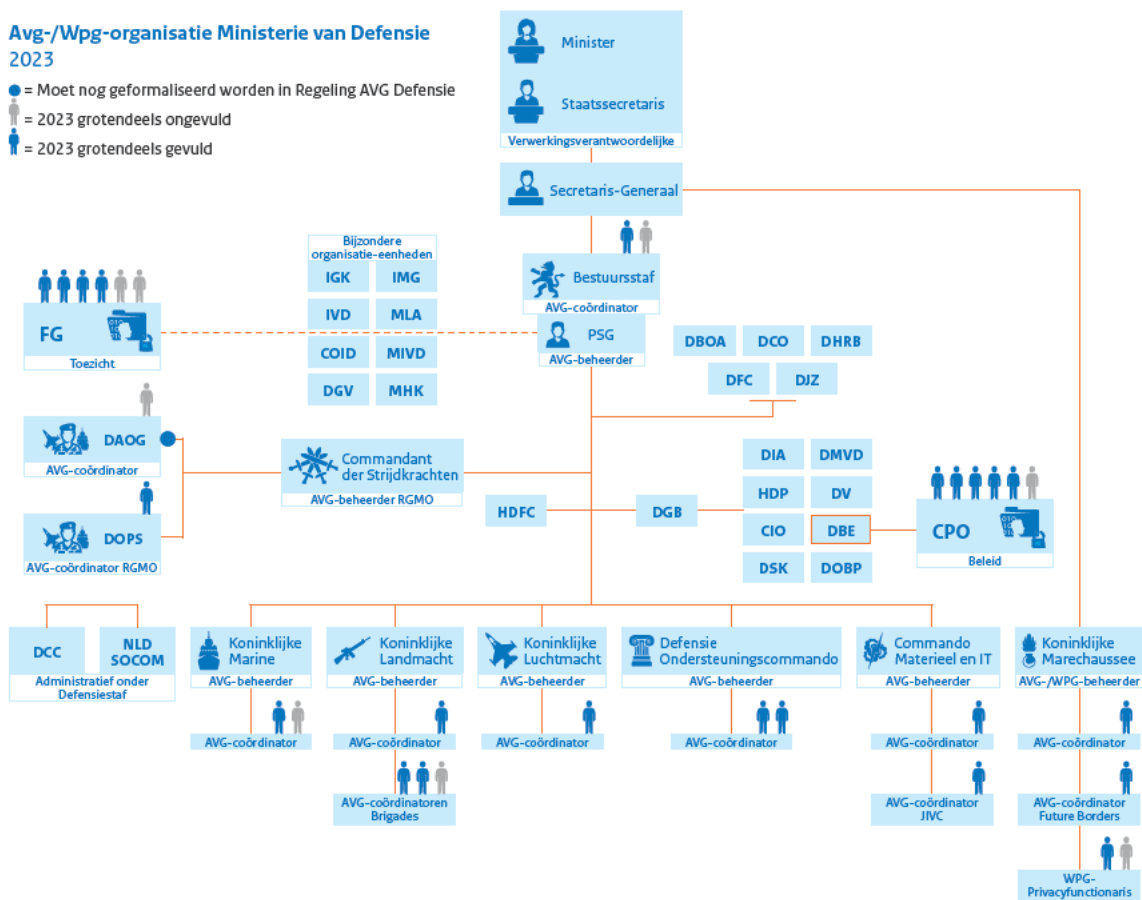 Avg-/Wpg-organisatie Ministerie van Defensie
2023
= Moet nog geformaliseerd worden in Regeling AVG Defensie
= 2023 grotendeels ongevuld
= 2023 grotendeels gevuld
Minister
Staatssecretaris
Verwerkingsverantwoordelijke
Secretaris-Generaal
Bestuursstaf
AVG-coördinator
PSG
AVG-beheerder
Bijzondere
organisatie-eenheden
IGK
IMG
IVD
MLA
COID
MIVD
DGV
MHK
FG
Toezicht
DAOG
AVG-coördinator
DOPS
AVG-coördinator RGMO
Commandant
der Strijdkrachten
AVG-beheerder RGMO
DBOA
DCO
DHRB
DFC
DJZ
HDFC
DGB
DIA
DMVD
HDP
DV
CIO
DBE
DSK
DOBP
CPO
Beleid
DCC
NLD
SOCOM
Administratief onder
Defensiestaf
Koninklijke
Marine
AVG-beheerder
AVG-coördinator
Koninklijke
Landmacht
AVG-beheerder
AVG-coördinator
AVG-coördinatoren
Brigades
Koninklijke
Luchtmacht
AVG-beheerder
AVG-coördinator
Defensie
Ondersteuningscommando
AVG-beheerder
AVG-coördinator
Commando
Materieel en IT
AVG-beheerder
AVG-coördinator
AVG-coördinator
JIVC
Koninklijke
Marechaussee
AVG-/WPG-beheerder
AVG-coördinator
AVG-coördinator
Future Borders
WPG-
Privacyfunctionaris